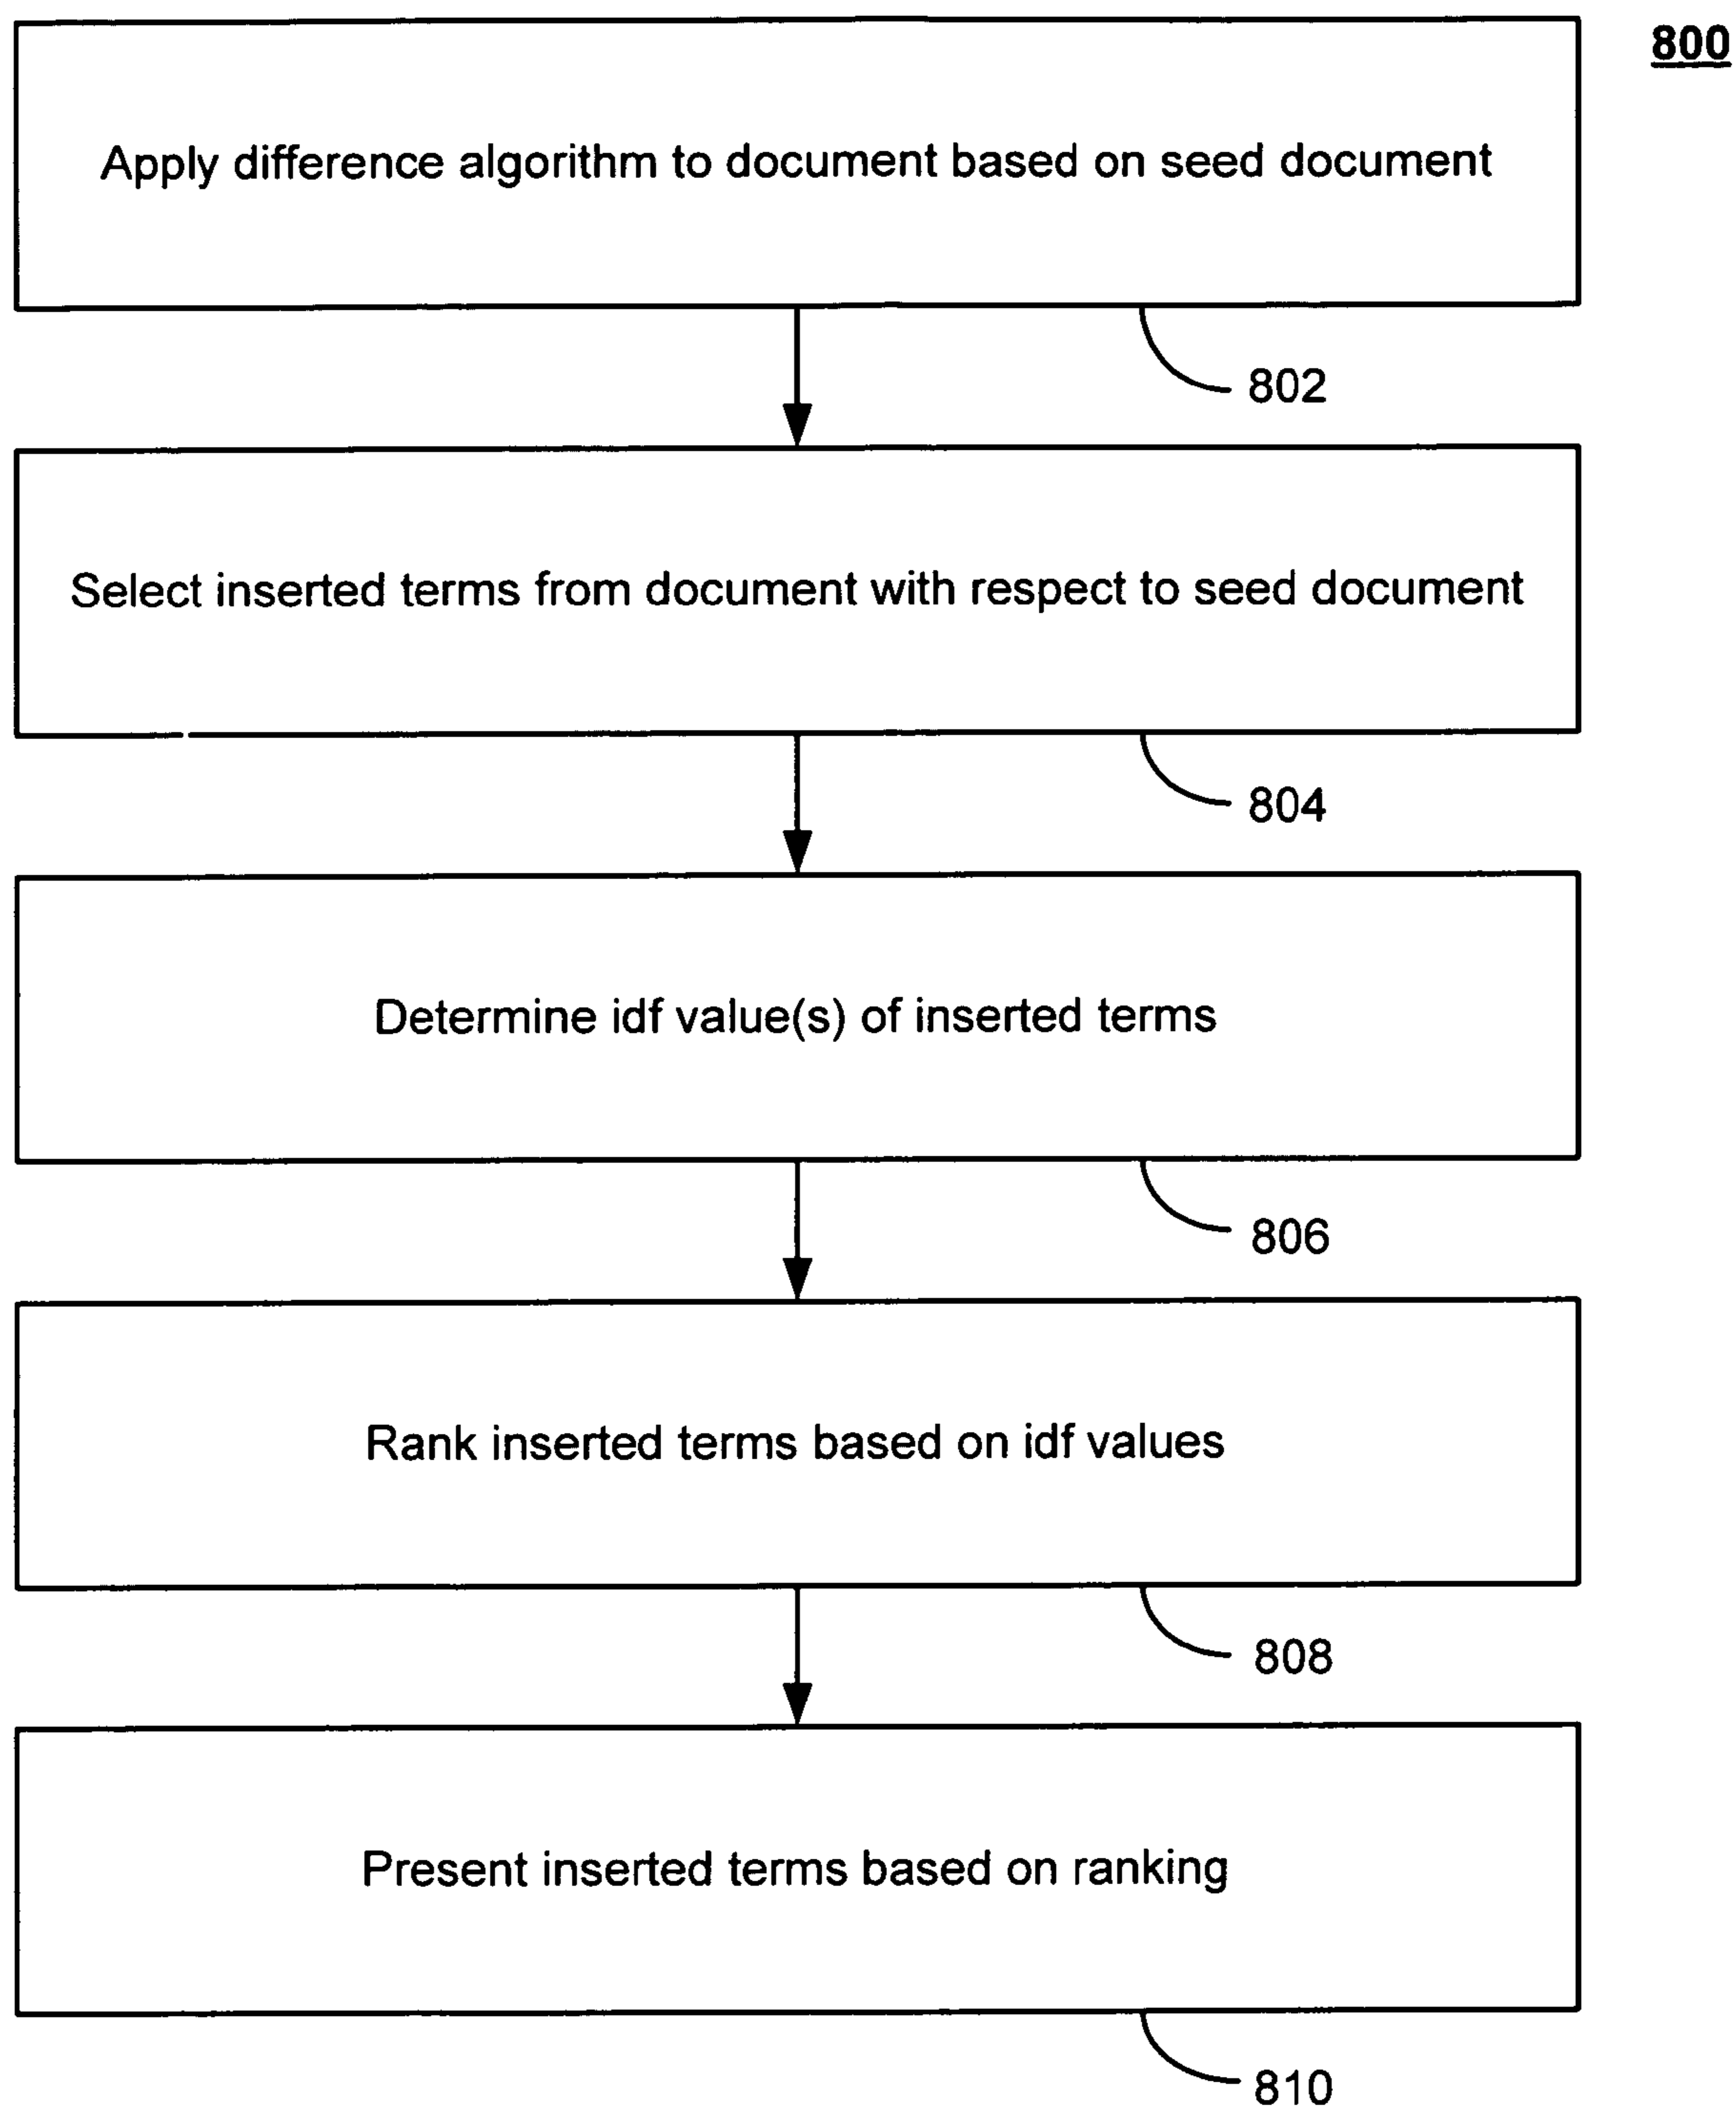 800
Apply difference algorithm to document based on seed document
802
Select inserted terms from document with respect to seed document
804
Determine idf value(s) of inserted terms
806
Rank inserted terms based on idf values
808
Present inserted terms based on ranking
810